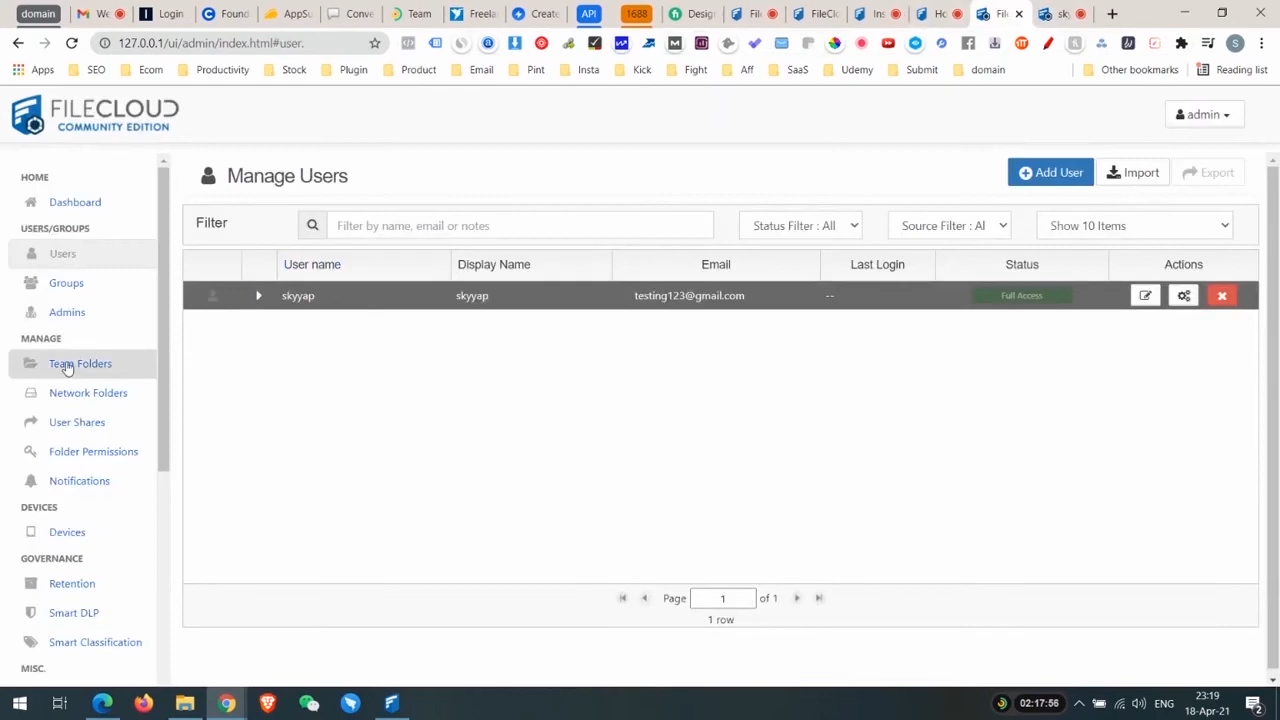 domain
We
Login
Found
AppS
Com
Team
Freela
Create
API
1688
Design
FileClo
Ins
Ho
File
sk
127.0.0.1/ui/admin/index.html#user.
S
Apps
SEO
Ecom
Productivity
Stock
Plugin
Product
Email
Pint
Insta
Kick
Fight
Aff
SaaS
Udemy
Submit
domain
Other bookmarks
Reading list
FILECLOUD
COMMUNITY EDITION
admin
HOME
Dashboard
USERS/GROUPS
Users
Groups
Admins
MANAGE
Team Folders
Network Folders
User Shares
Folder Permissions
Notifications
DEVICES
Devices
GOVERNANCE
Retention
Smart DLP
Smart Classification
MISC.
Manage Users
Add User
Import
Export
Filter
Filter by name, email or notes
Status Filter : All
Source Filter : Al
Show 10 Items
User name
Display Name
Email
Last Login
Status
Actions
skyyap
skyyap
testing123@gmail.com
--
Full Access
Page
1
of 1
1 row
02:17:56
ENG
23:19
18-Apr-21
2